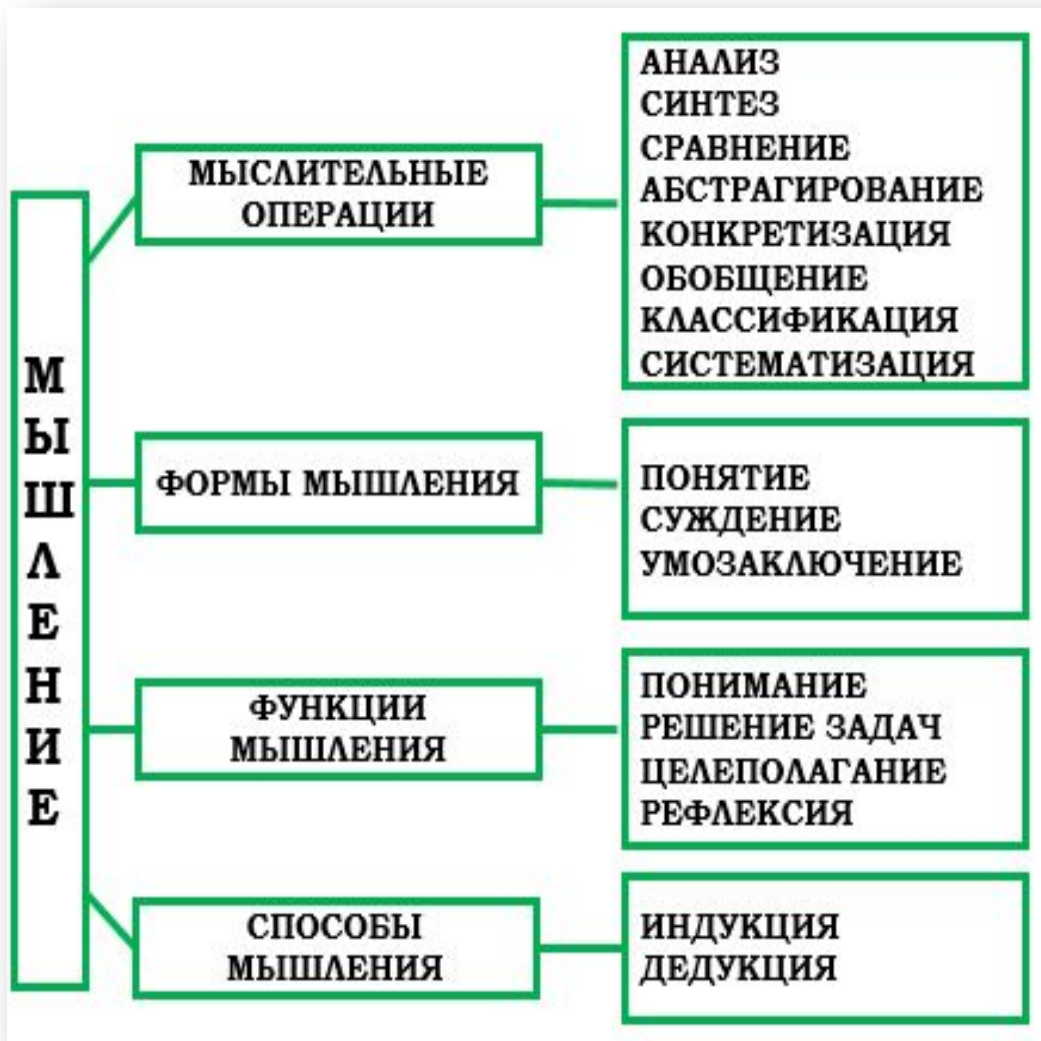 МЫШЛЕНИЕ
МЫСЛИТЕЛЬНЫЕ
ОПЕРАЦИИ
АНАЛИЗ
СИНТЕЗ
СРАВНЕНИЕ
АБСТРАГИРОВАНИЕ
КОНКРЕТИЗАЦИЯ
ОБОБЩЕНИЕ
КЛАССИФИКАЦИЯ
СИСТЕМАТИЗАЦИЯ
ФОРМЫ МЫШЛЕНИЯ
ПОНЯТИЕ
СУЖДЕНИЕ
УМОЗАКЛЮЧЕНИЕ
ФУНКЦИИ
МЫШЛЕНИЯ
ПОНИМАНИЕ
РЕШЕНИЕ ЗАДАЧ
ЦЕЛЕПОЛАГАНИЕ
РЕФЛЕКСИЯ
СПОСОБЫ
МЫШЛЕНИЯ
ИНДУКЦИЯ
ДЕДУКЦИЯ